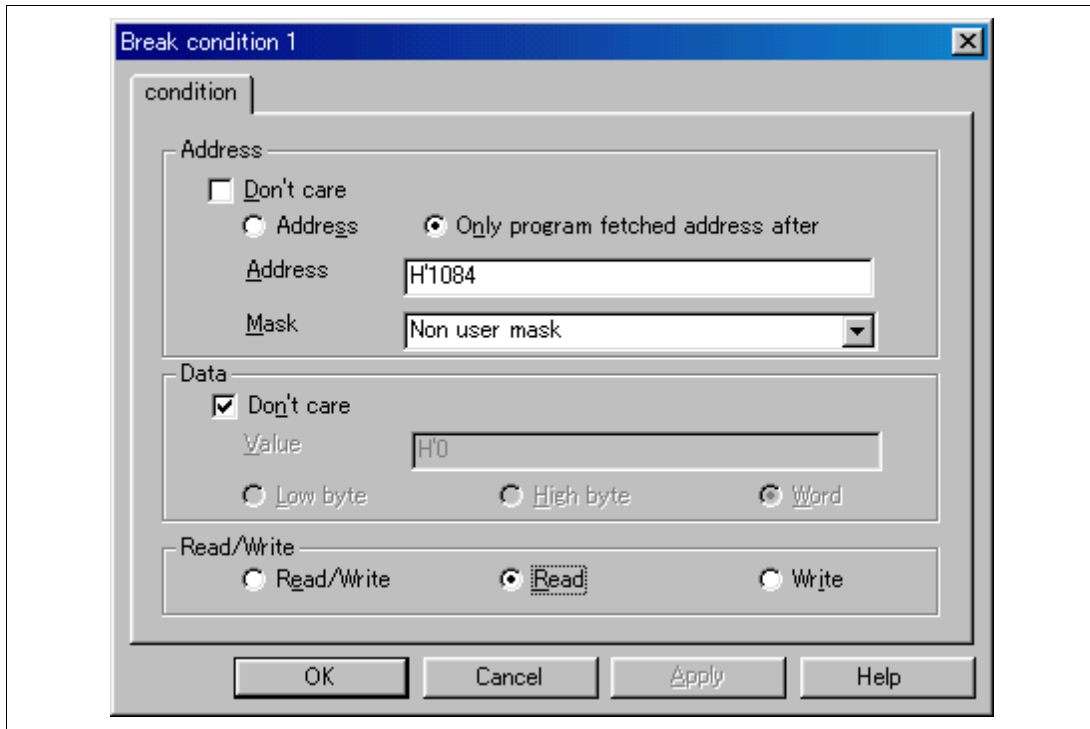 Break condition 1
condition
Address
Don't care
Address Only program fetched address after
Address H'1084
Mask Non user mask
Data
Don't care
Value H'0
Low byte High byte Word
Read/Write
Read/Write Read Write
OK Cancel Apply Help